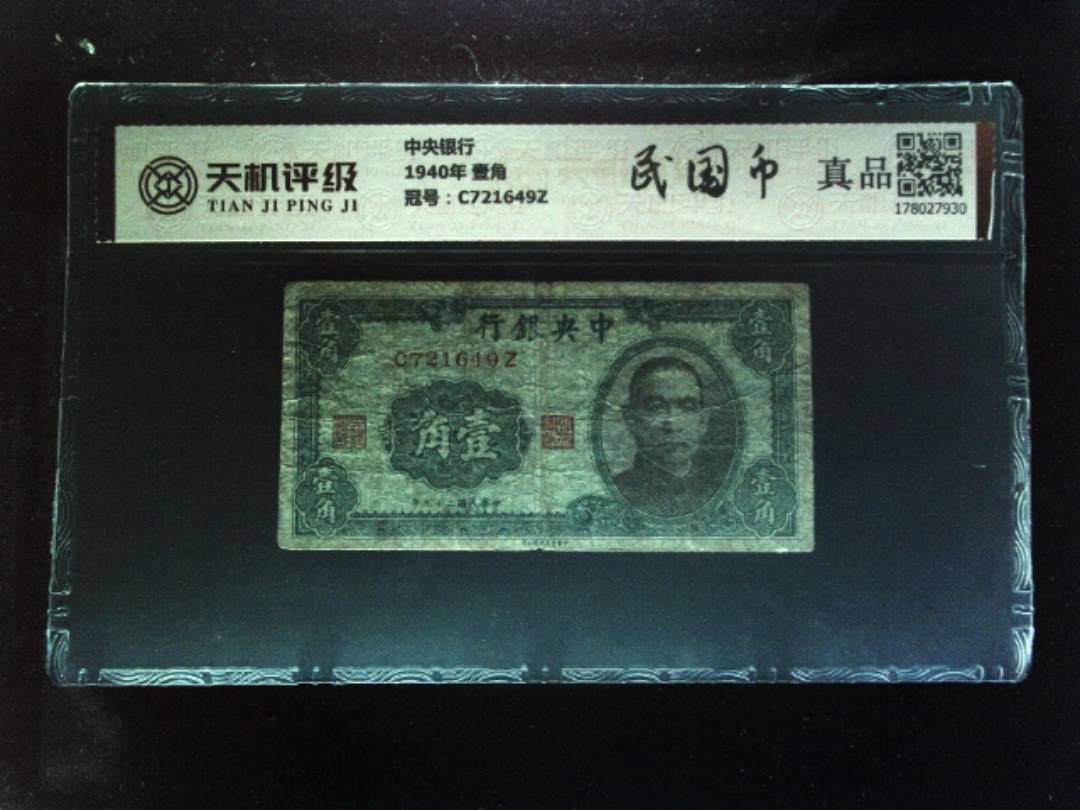 天机评级
TIAN JI PING JI
中央银行
1940年 壹角
冠号：C721649Z
民国币
真品
178027930
行銀央中
壹角
壹角
C721649Z
角壹
壹角
壹角